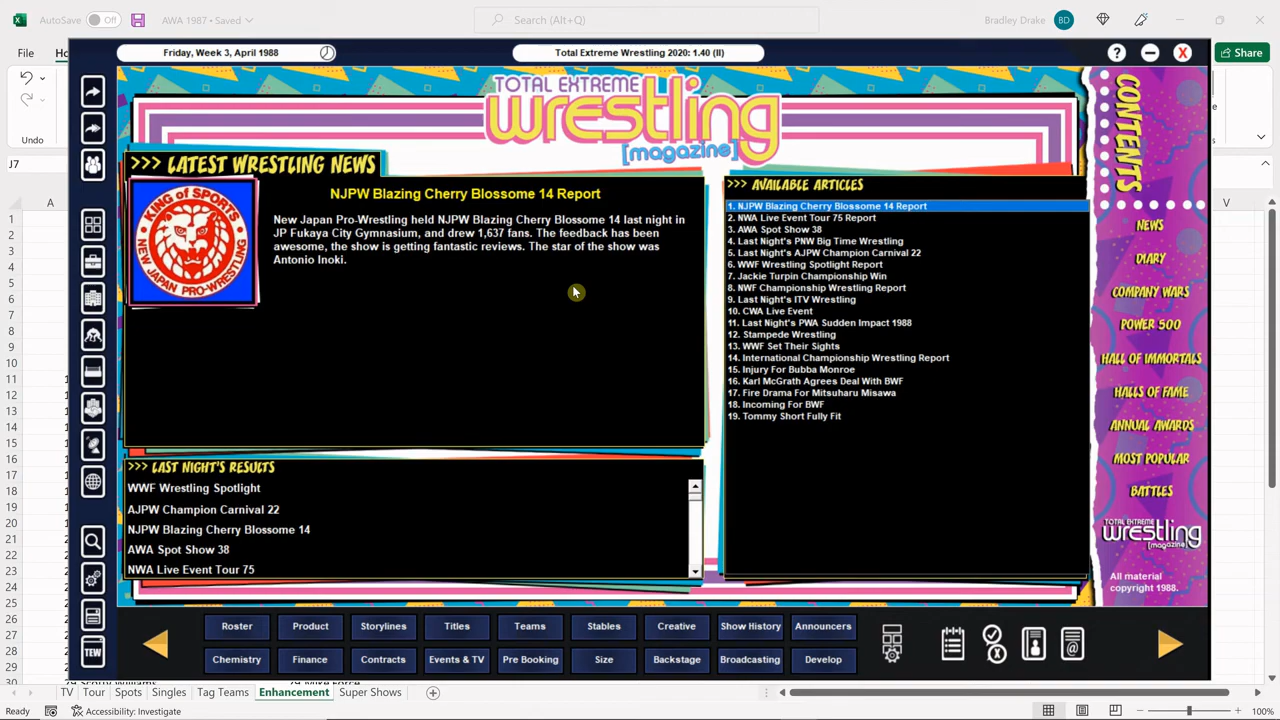 AutoSave Off AWA 1987 • Saved Search (Alt+Q) Bradley Drake BD
File Ho Share
Friday, Week 3, April 1988
Total Extreme Wrestling 2020: 1.40 (II)
?
X
Undo
J7
A
V
TOTAL EXTREME
wrestling
[magazine]
>>> LATEST WRESTLING NEWS
KING of SPORTS
NEW JAPAN PRO-WRESTLING
NJPW Blazing Cherry Blossome 14 Report
New Japan Pro-Wrestling held NJPW Blazing Cherry Blossome 14 last night in
JP Fukaya City Gymnasium, and drew 1,637 fans. The feedback has been
awesome, the show is getting fantastic reviews. The star of the show was
Antonio Inoki.
>>> LAST NIGHT'S RESULTS
WWF Wrestling Spotlight
AJPW Champion Carnival 22
NJPW Blazing Cherry Blossome 14
AWA Spot Show 38
NWA Live Event Tour 75
>>> AVAILABLE ARTICLES
1. NJPW Blazing Cherry Blossome 14 Report
2. NWA Live Event Tour 75 Report
3. AWA Spot Show 38
4. Last Night's PNW Big Time Wrestling
5. Last Night's AJPW Champion Carnival 22
6. WWF Wrestling Spotlight Report
7. Jackie Turpin Championship Win
8. NWF Championship Wrestling Report
9. Last Night's ITV Wrestling
10. CWA Live Event
11. Last Night's PWA Sudden Impact 1988
12. Stampede Wrestling
13. WWF Set Their Sights
14. International Championship Wrestling Report
15. Injury For Bubba Monroe
16. Karl McGrath Agrees Deal With BWF
17. Fire Drama For Mitsuharu Misawa
18. Incoming For BWF
19. Tommy Short Fully Fit
CONTENTS
NEWS
DIARY
COMPANY WARS
POWER 500
HALL OF IMMORTALS
HALLS OF FAME
ANNUAL AWARDS
MOST POPULAR
BATTLES
TOTAL EXTREME
wrestling
[magazine]
All material
copyright 1988.
TEW
Roster Product Storylines Titles Teams Stables Creative Show History Announcers
Chemistry Finance Contracts Events & TV Pre Booking Size Backstage Broadcasting Develop
TV Tour Spots Singles Tag Teams Enhancement Super Shows
Ready Accessibility: Investigate 100%